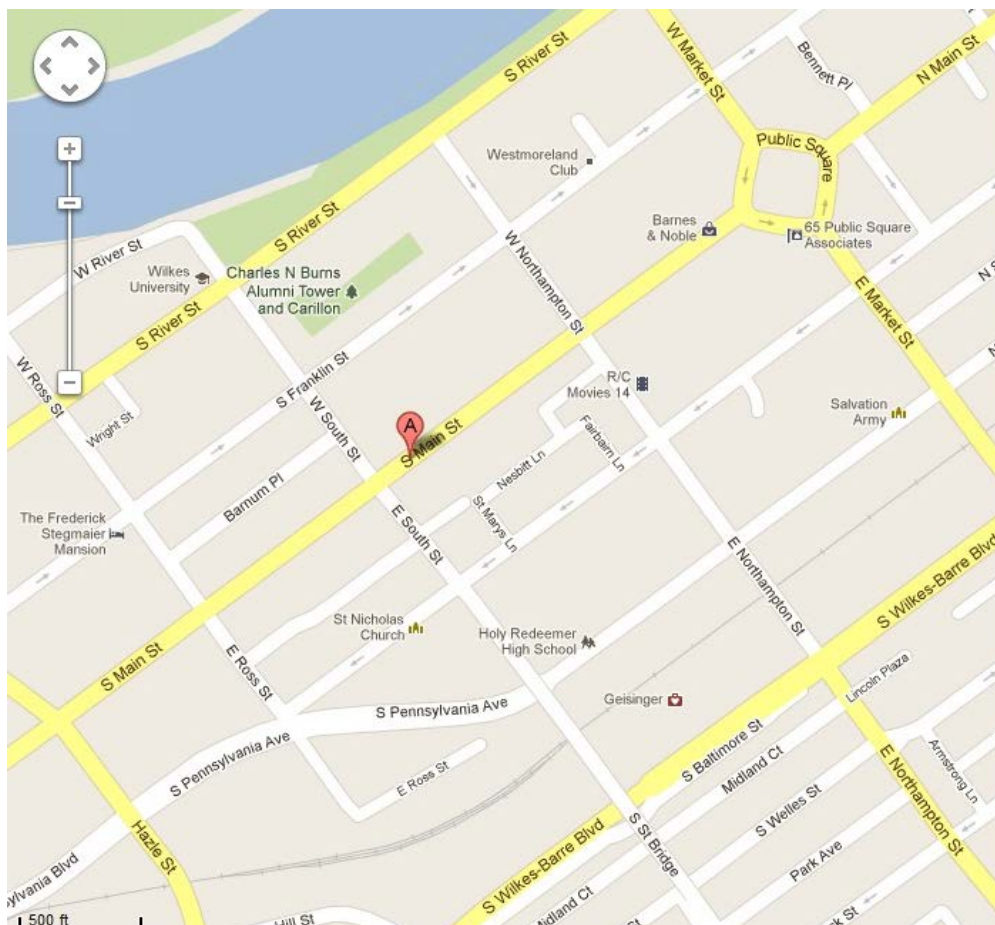 S River St
W Market St
N Main St
Bennett Pl
Public Square
Westmoreland
Club
S River St
W River St
Barnes
& Noble
65 Public Square
Associates
Wilkes
University
Charles N Burns
Alumni Tower
and Carillon
W Northampton St
E Market St
S River St
W Ross St
S Franklin St
W South St
R/C
Movies 14
Salvation
Army
Wright St
A
S Main St
Fairbairn Ln
Nesbitt Ln
Barnum Pl
St Marys Ln
The Frederick
Stegmaier
Mansion
E South St
E Northampton St
S Wilkes-Barre Blvd
St Nicholas
Church
Holy Redeemer
High School
E Ross St
S Main St
Lincoln Plaza
Geisinger
S Pennsylvania Ave
S Baltimore St
S Pennsylvania Ave
Midland Ct
E Ross St
Armstrong Ln
E Northampton St
S Welles St
Hazle St
S St Bridge
Park Ave
S Wilkes-Barre Blvd
Midland Ct
Hill St
500 ft